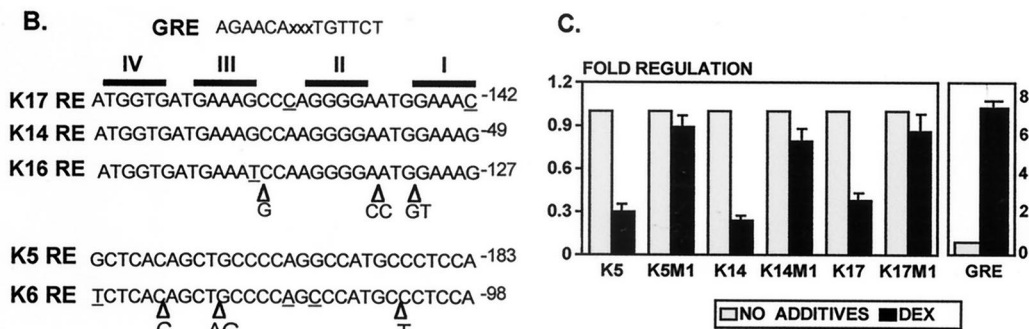 B.
GRE AGAACAxxxTGTTCT
IV III II I
K17 RE ATGGTGATGAAAGCCCAGGGGAATGGAAAC -142
K14 RE ATGGTGATGAAAGCCAAGGGGAATGGAAAG -49
K16 RE ATGGTGATGAAATCCAAGGGGAATGGAAAG -127
G CC GT
K5 RE GCTCACAGCTGCCCCAGGCCATGCCCTCCA -183
K6 RE TCTCACAGCTGCCCCAGCCCATGCCCTCCA -98
C.
FOLD REGULATION
1.2 8
0.9 6
0.6 4
0.3 2
0 0
K5 K5M1 K14 K14M1 K17 K17M1 GRE
NO ADDITIVES DEX